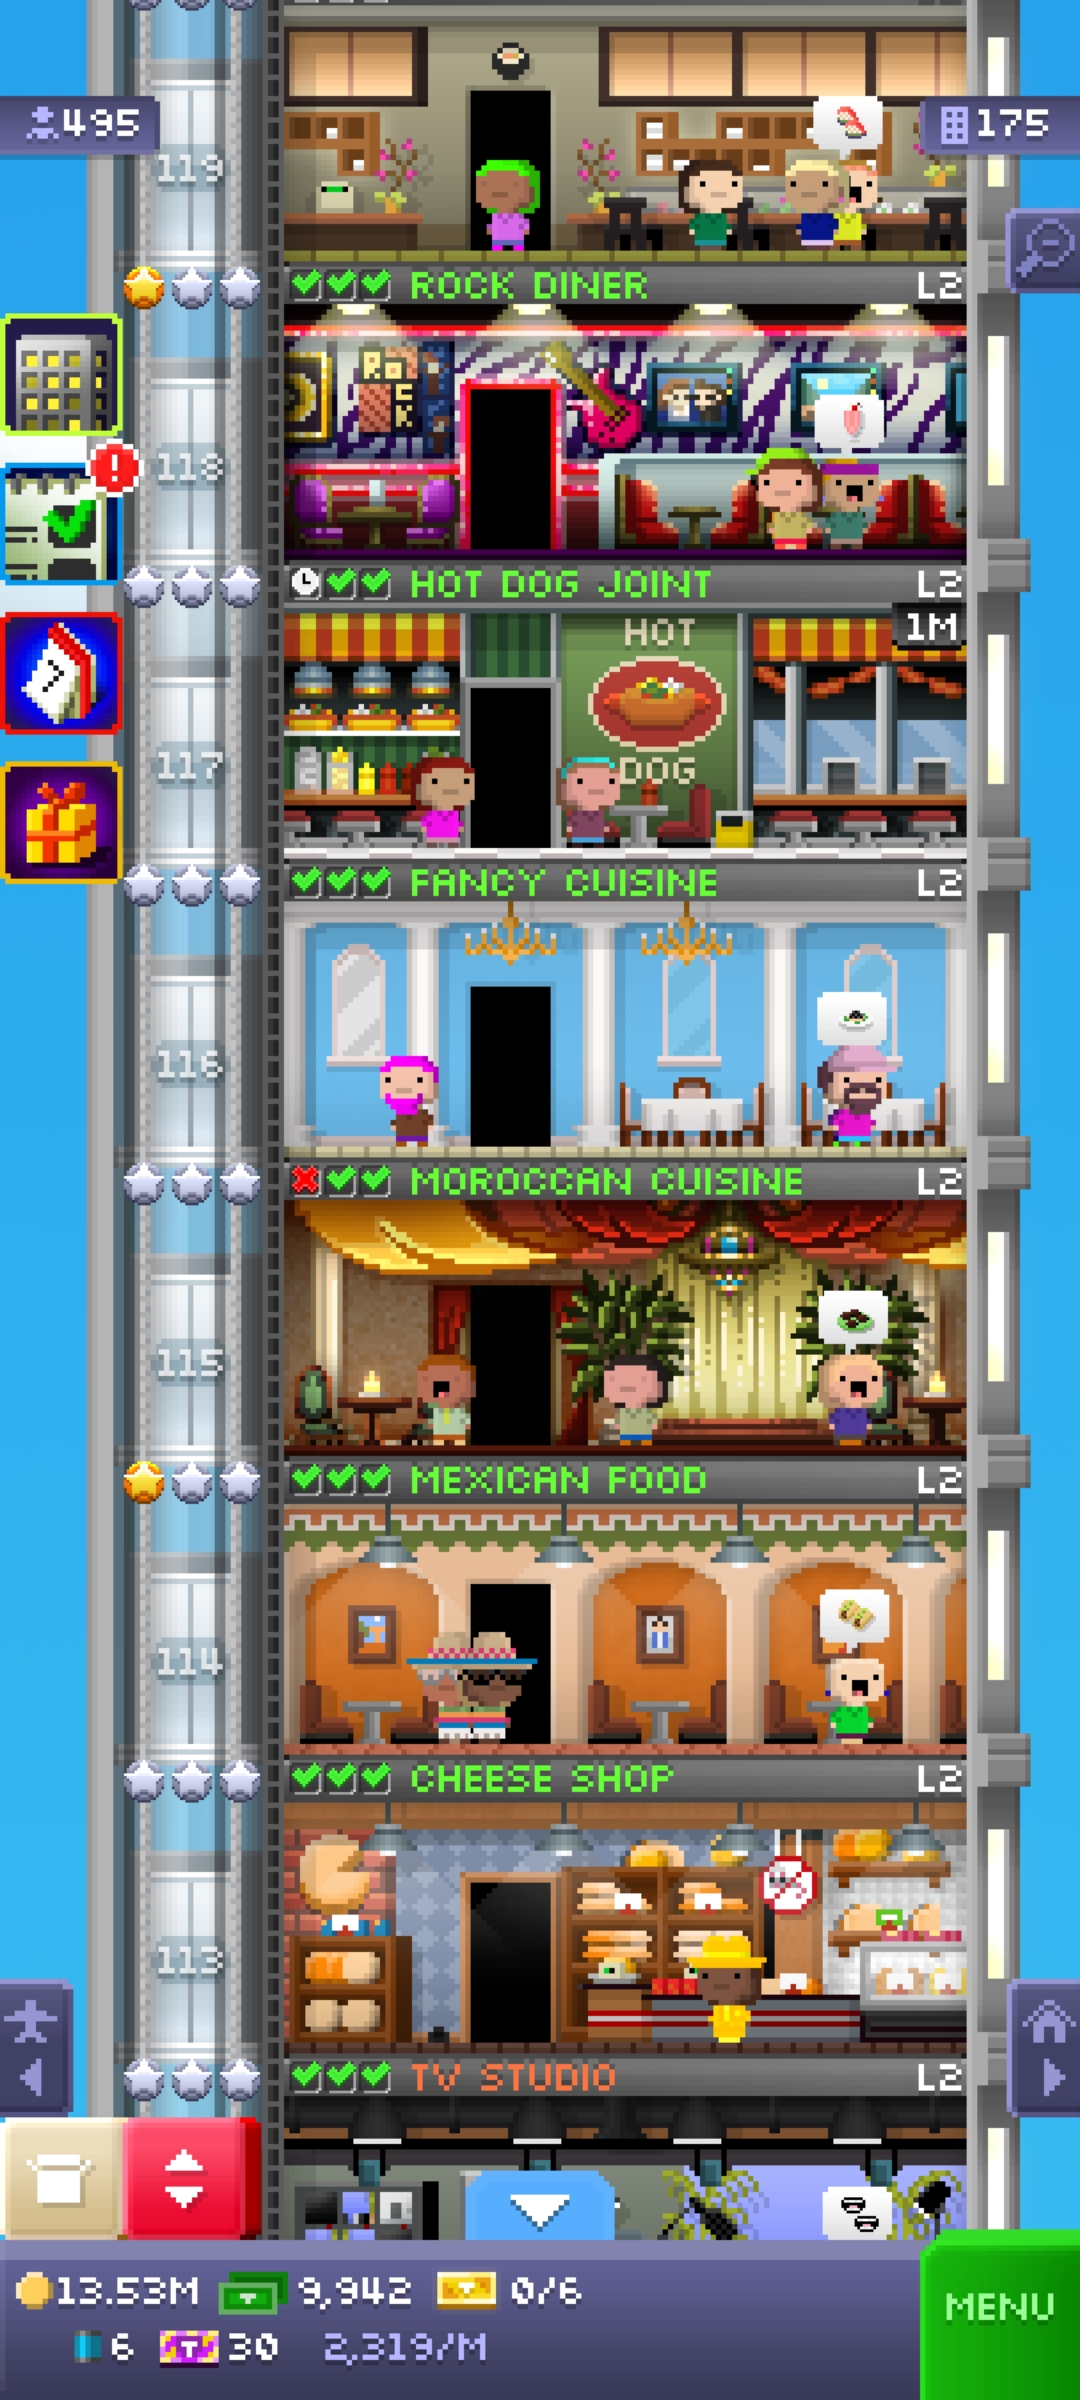 495
175
119
ROCK DINER L2
ROCK
118
HOT DOG JOINT L2
1M
HOT
DOG
117
FANCY CUISINE L2
116
MOROCCAN CUISINE L2
115
MEXICAN FOOD L2
114
CHEESE SHOP L2
113
TV STUDIO L2
13.53M 9,942 0/6
6 T 30 2,319/M
MENU